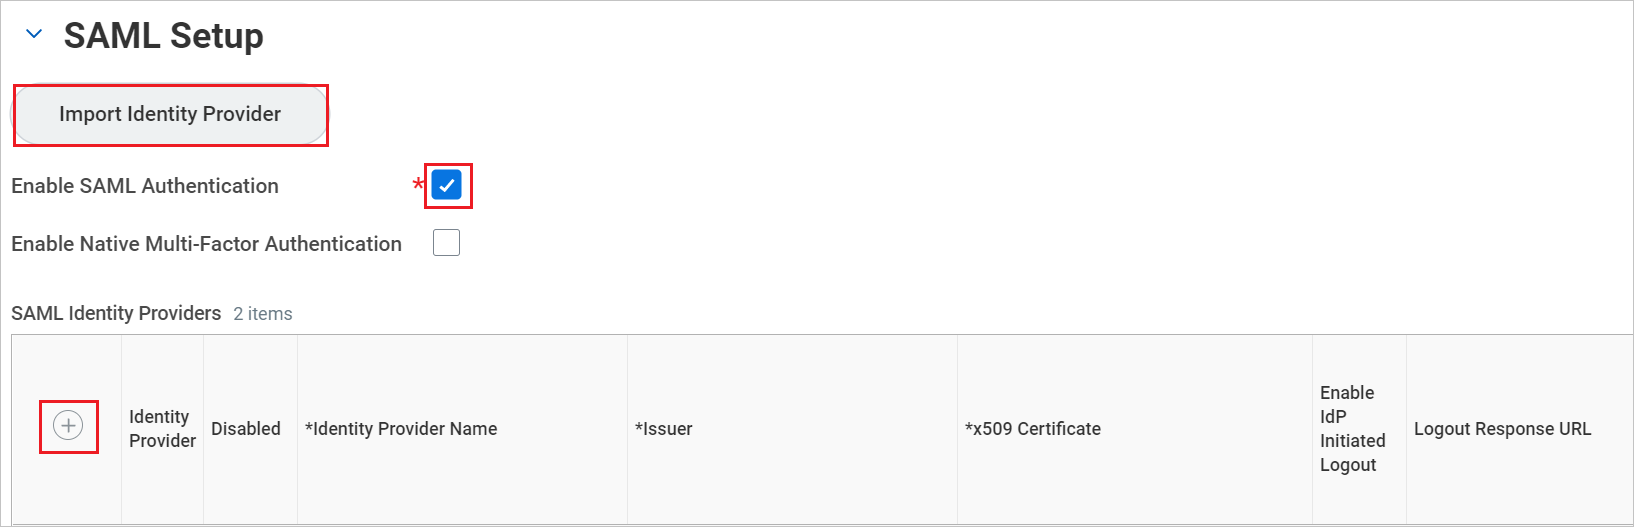 SAML Setup
Import Identity Provider
Enable SAML Authentication *
Enable Native Multi-Factor Authentication
SAML Identity Providers 2 items
Identity
Provider
Disabled
*Identity Provider Name
*Issuer
*x509 Certificate
Enable
IdP
Initiated
Logout
Logout Response URL